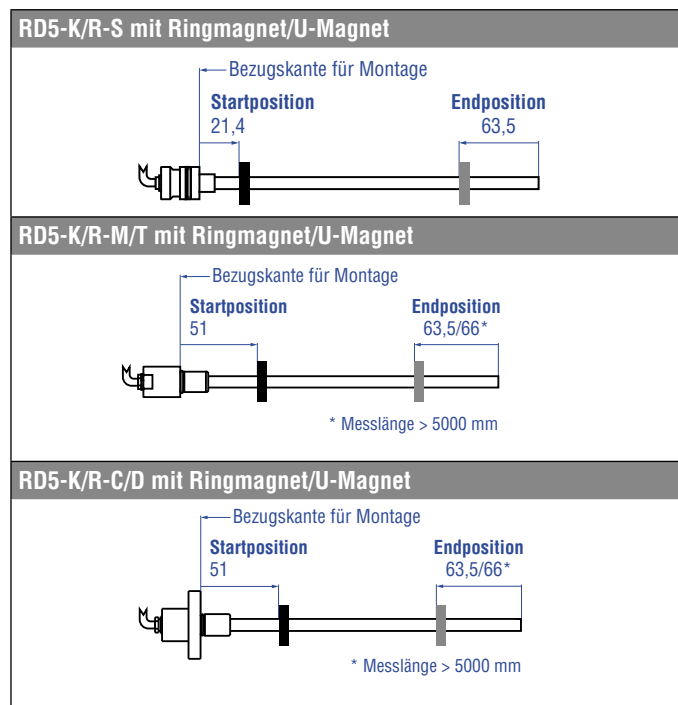 RD5-K/R-S mit Ringmagnet/U-Magnet
Bezugskante für Montage
Startposition
21,4
Endposition
63,5
RD5-K/R-M/T mit Ringmagnet/U-Magnet
Bezugskante für Montage
Startposition
51
Endposition
63,5/66*
* Messlänge > 5000 mm
RD5-K/R-C/D mit Ringmagnet/U-Magnet
Bezugskante für Montage
Startposition
51
Endposition
63,5/66*
* Messlänge > 5000 mm